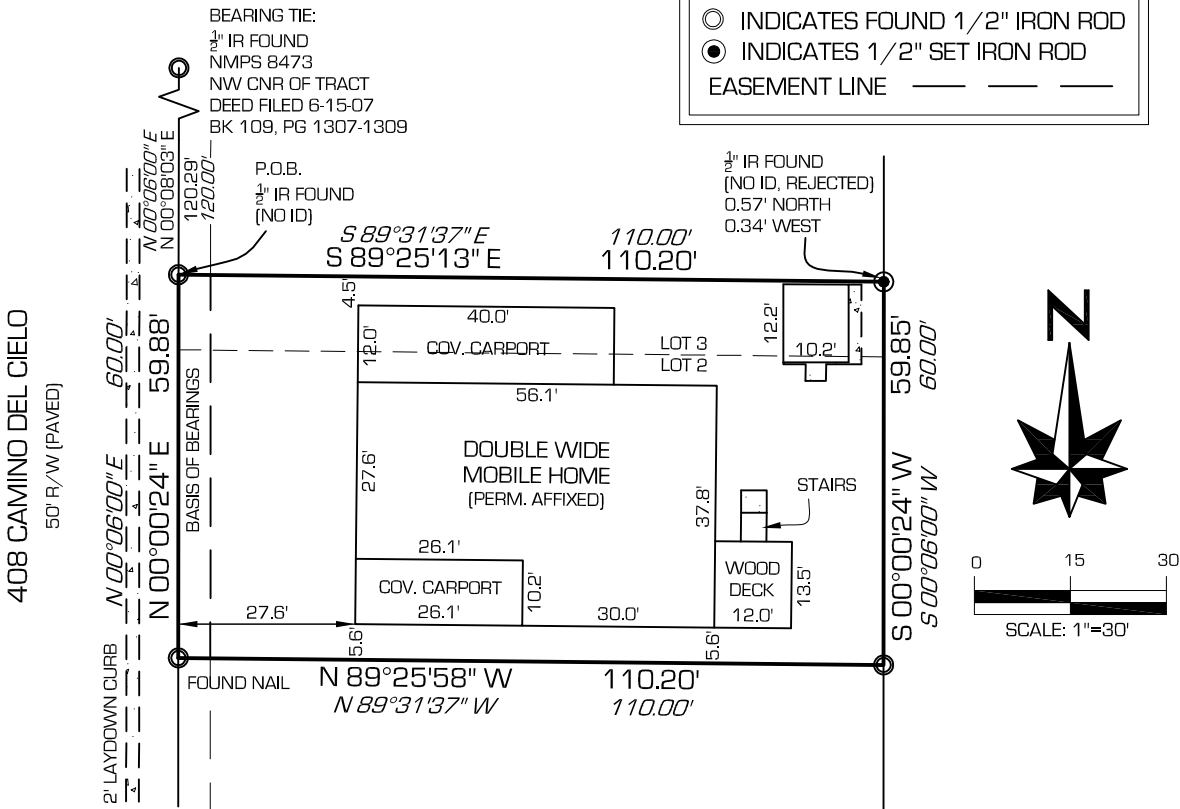 BEARING TIE:
1/2" IR FOUND
NMPS 8473
NW CNR OF TRACT
DEED FILED 6-15-07
BK 109, PG 1307-1309
INDICATES FOUND 1/2" IRON ROD
INDICATES 1/2" SET IRON ROD
EASEMENT LINE
N 00°06'00" E
N 00°08'03" E
120.29'
120.00'
P.O.B.
1/2" IR FOUND
(NO ID)
1/2" IR FOUND
(NO ID, REJECTED)
0.57' NORTH
0.34' WEST
S 89°31'37" E 110.00'
S 89°25'13" E 110.20'
408 CAMINO DEL CIELO
50' R/W (PAVED)
2' LAYDOWN CURB
N 00°06'00" E 60.00'
N 00°00'24" E 59.88'
BASIS OF BEARINGS
4.5'
40.0'
12.0'
COV. CARPORT
LOT 3
LOT 2
12.2'
10.2'
56.1'
DOUBLE WIDE
MOBILE HOME
(PERM. AFFIXED)
27.6'
37.8'
STAIRS
26.1'
COV. CARPORT
26.1'
10.2'
30.0'
WOOD
DECK
12.0'
13.5'
27.6'
5.6'
5.6'
59.85'
60.00'
S 00°00'24" W
S 00°06'00" W
FOUND NAIL
N 89°25'58" W 110.20'
N 89°31'37" W 110.00'
N
0 15 30
SCALE: 1"=30'